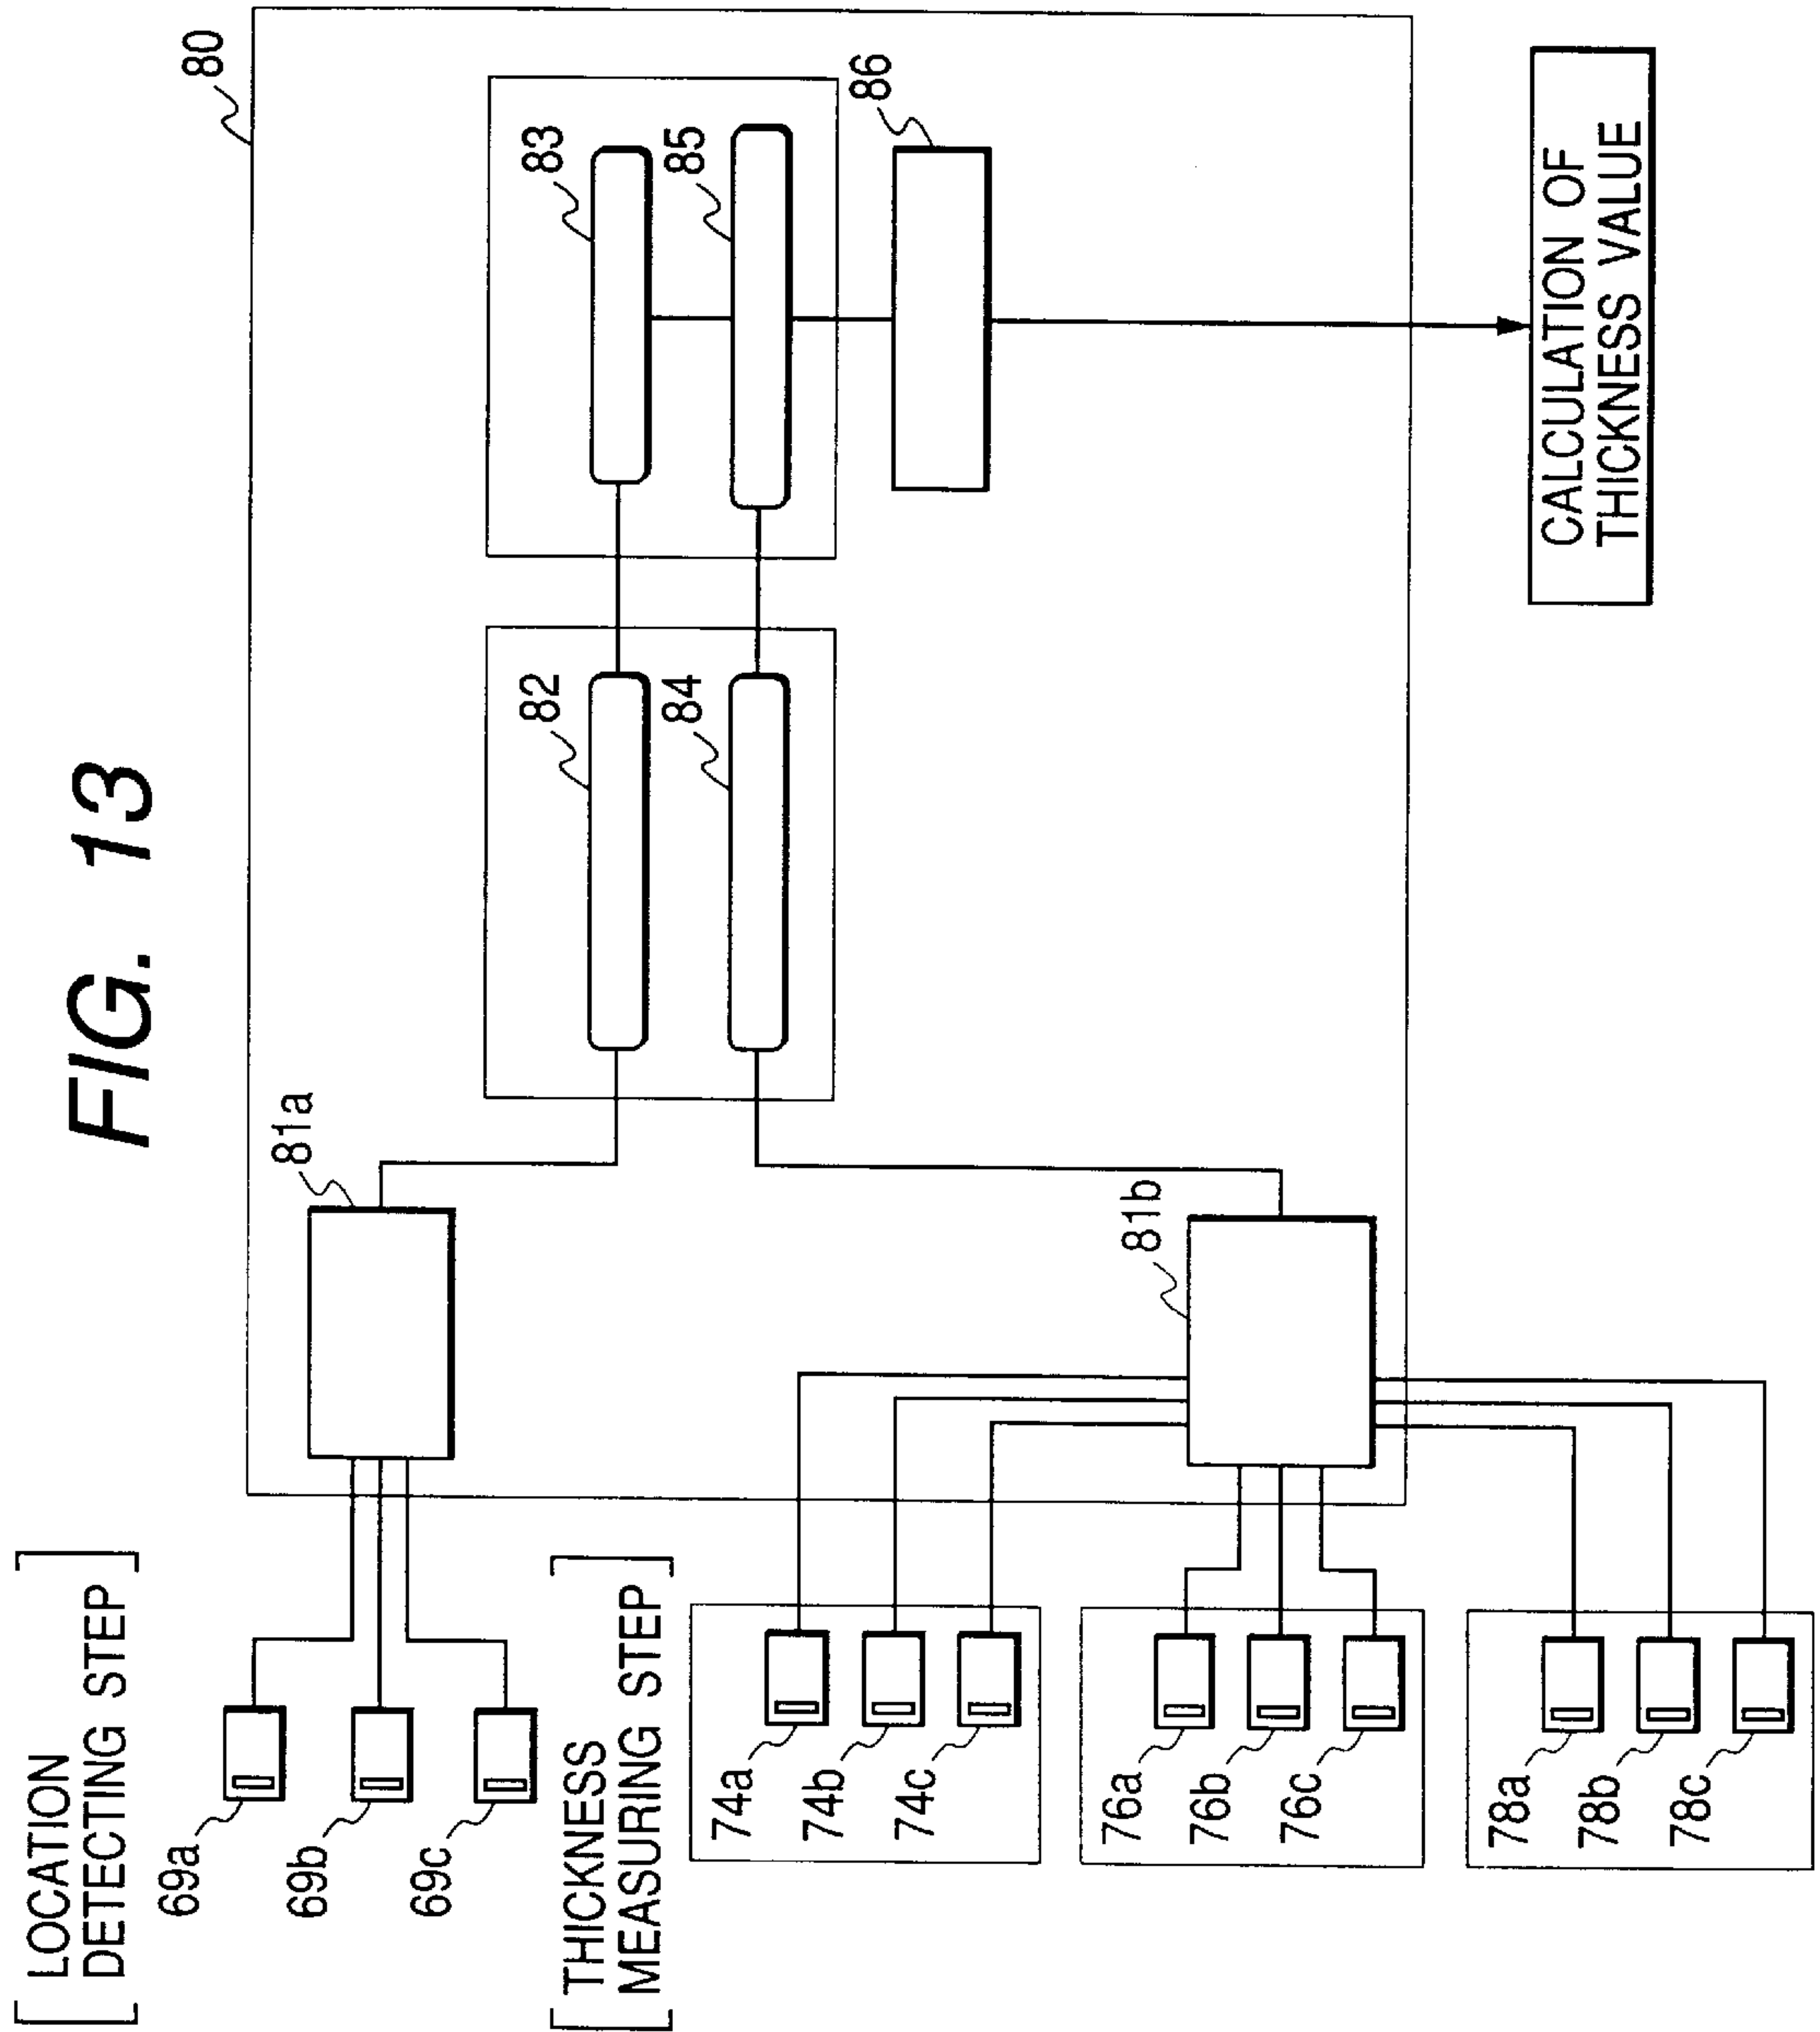 FIG. 13
[LOCATION
DETECTING STEP]
69a
69b
69c
[THICKNESS
MEASURING STEP]
74a
74b
74c
76a
76b
76c
78a
78b
78c
80
81a
81b
82
84
83
85
86
CALCULATION OF
THICKNESS VALUE